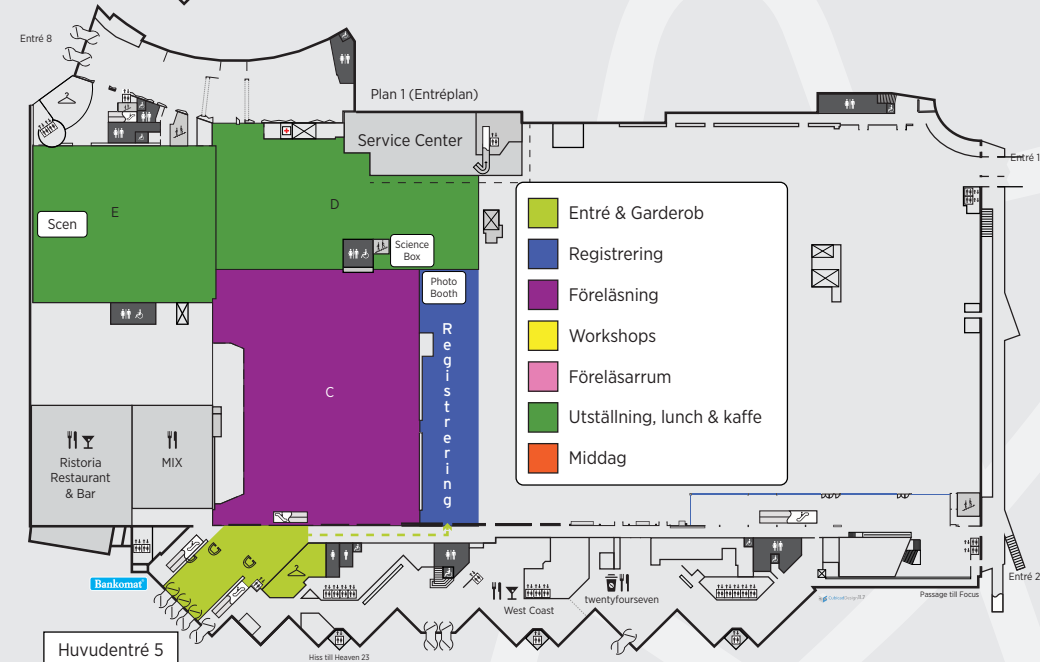 Entré 8
Plan 1 (Entréplan)
Service Center
Entré 1
E
D
Scen
Science
Box
Photo
Booth
Registrering
C
Entré & Garderob
Registrering
Föreläsning
Workshops
Föreläsarrum
Utställning, lunch & kaffe
Middag
Ristoria
Restaurant
& Bar
MIX
Bankomat
West Coast
twentyfourseven
Entré 2
Passage till Focus
Huvudentré 5
Hiss till Heaven 23